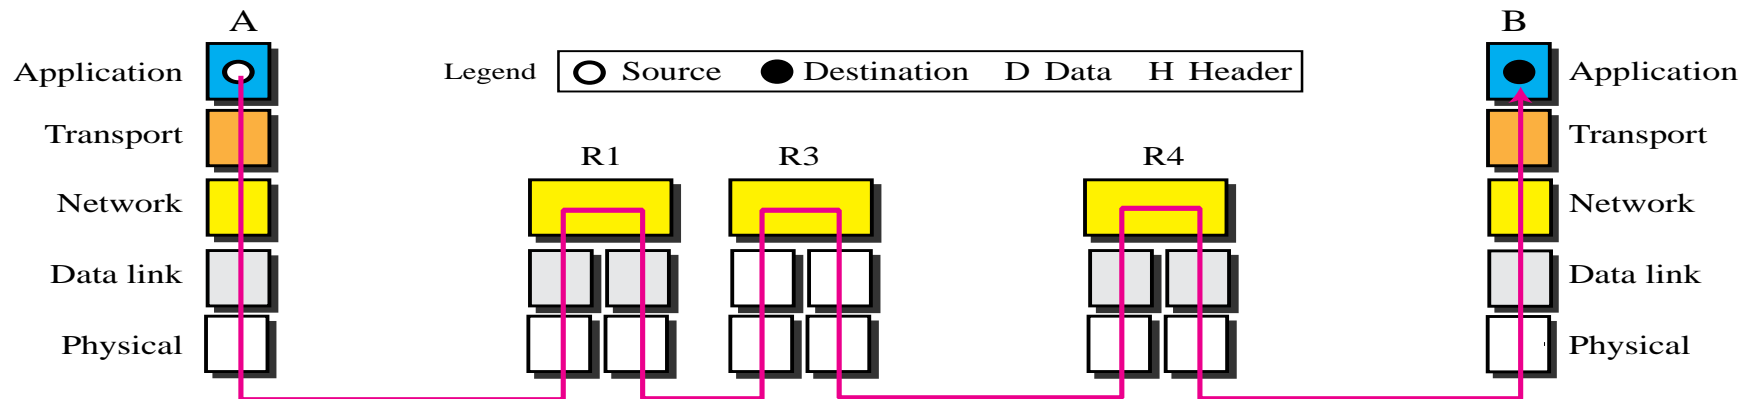 A
B
Legend Source Destination D Data H Header
Application
Application
Transport
Transport
R1 R3 R4
Network
Network
Data link
Data link
Physical
Physical